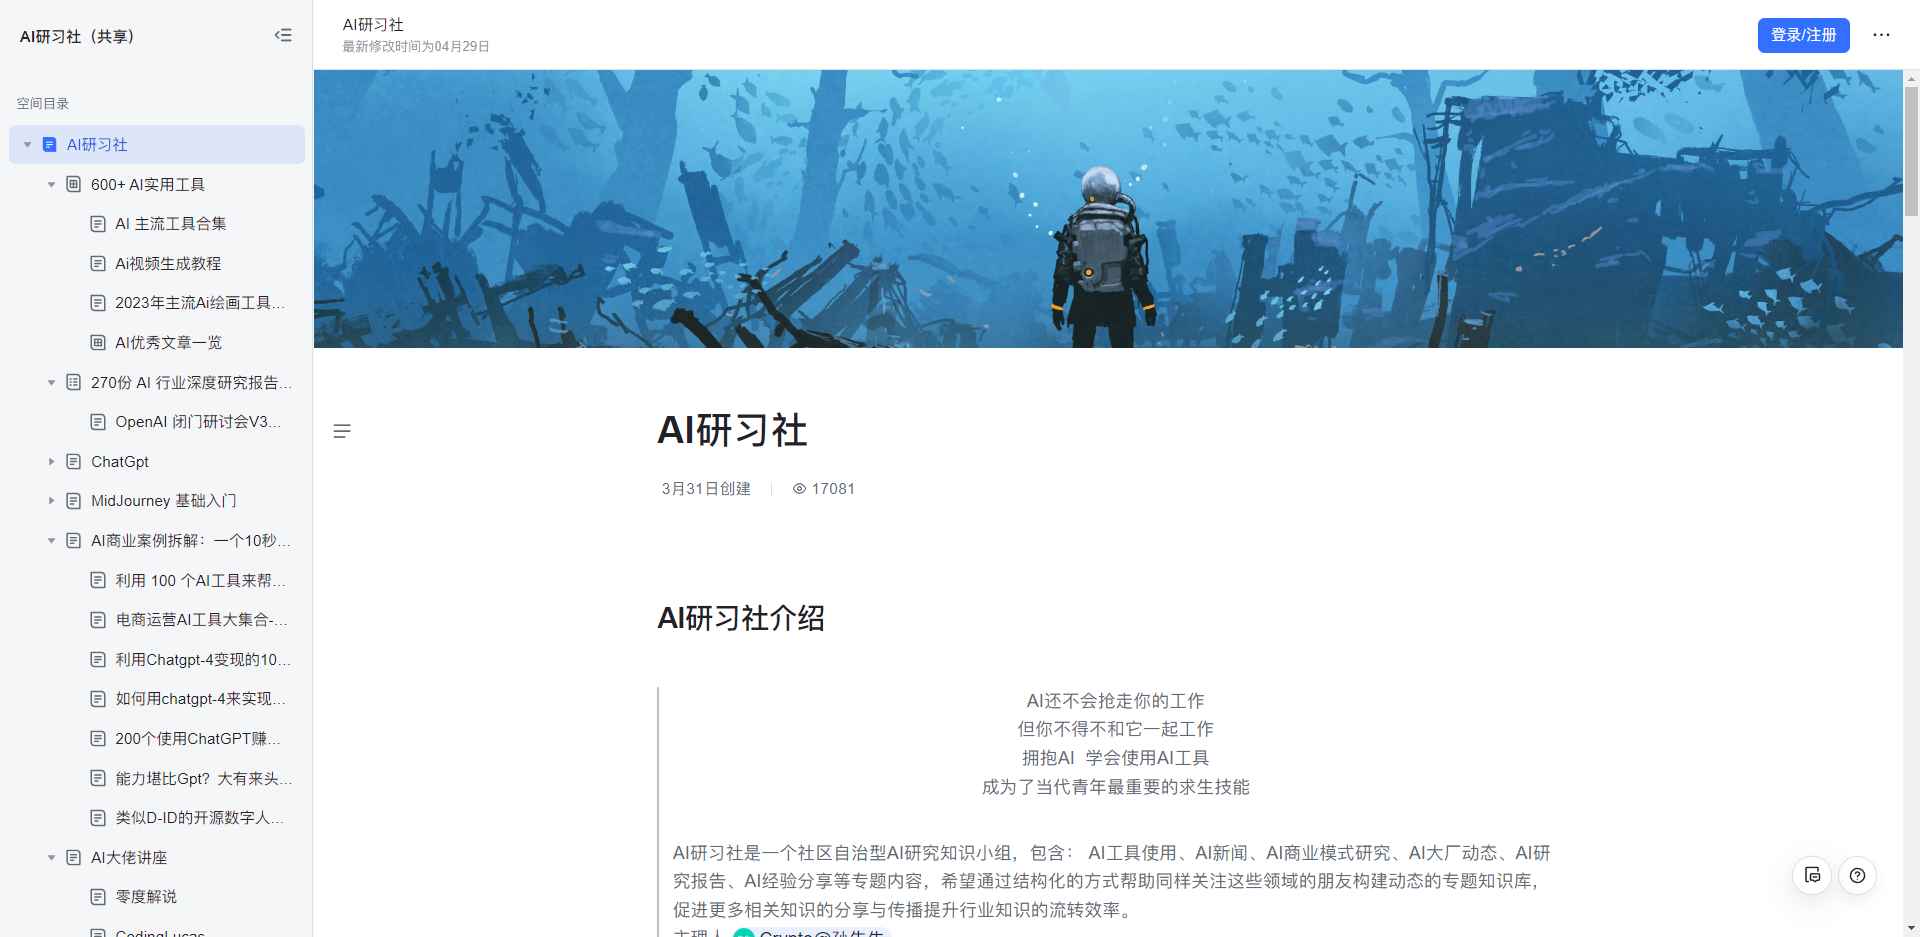 AI研习社（共享）
空间目录
AI研习社
600+ AI实用工具
AI 主流工具合集
Ai视频生成教程
2023年主流Ai绘画工具...
AI优秀文章一览
270份 AI 行业深度研究报告...
OpenAI 闭门研讨会V3...
ChatGpt
MidJourney 基础入门
AI商业案例拆解：一个10秒...
利用 100 个AI工具来帮...
电商运营AI工具大集合-...
利用Chatgpt-4变现的10...
如何用chatgpt-4来实现...
200个使用ChatGPT赚...
能力堪比Gpt？大有来头...
类似D-ID的开源数字人...
AI大佬讲座
零度解说
CodingLucas
AI研习社
最新修改时间为04月29日
登录/注册
AI研习社
3月31日创建
17081
AI研习社介绍
AI还不会抢走你的工作
但你不得不和它一起工作
拥抱AI 学会使用AI工具
成为了当代青年最重要的求生技能
AI研习社是一个社区自治型AI研究知识小组，包含： AI工具使用、AI新闻、AI商业模式研究、AI大厂动态、AI研
究报告、AI经验分享等专题内容，希望通过结构化的方式帮助同样关注这些领域的朋友构建动态的专题知识库，
促进更多相关知识的分享与传播提升行业知识的流转效率。
主理人 Crypto@孙先生